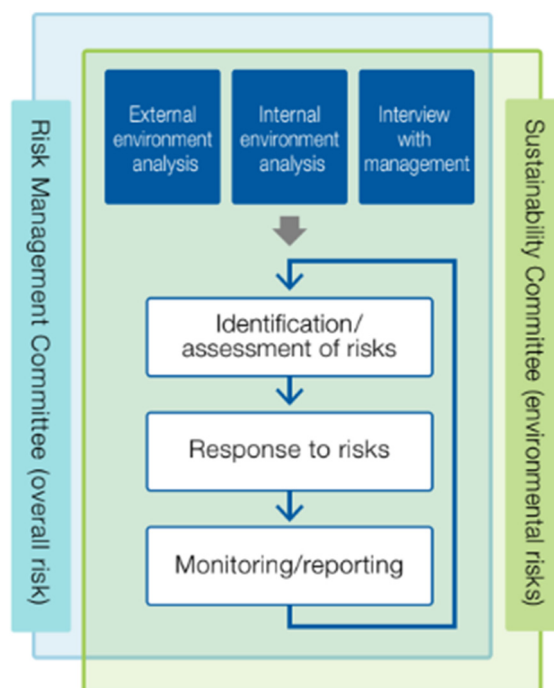 External
environment
analysis
Internal
environment
analysis
Interview
with
management
Risk Management Committee (overall risk)
Sustainability Committee (environmental risks)
Identification/
assessment of risks
Response to risks
Monitoring/reporting